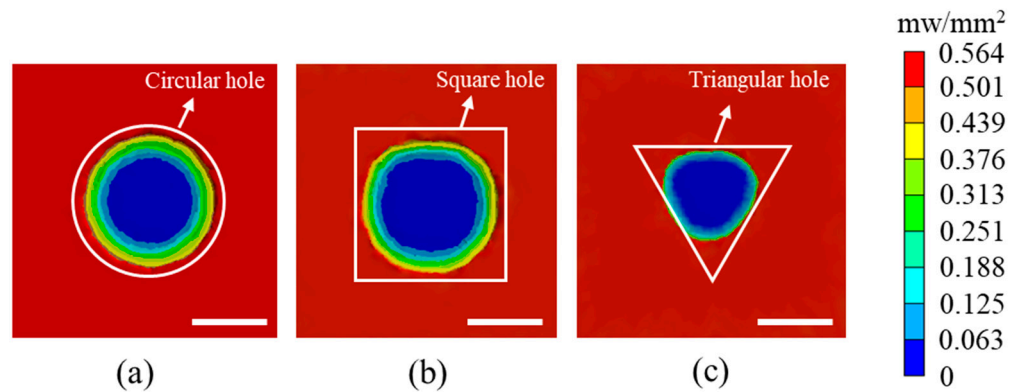 mw/mm²
Circular hole
Square hole
Triangular hole
0.564
0.501
0.439
0.376
0.313
0.251
0.188
0.125
0.063
0
(a)
(b)
(c)